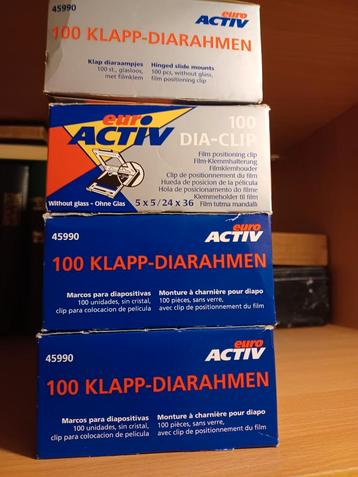 45990
euro
ACTIV
100 KLAPP-DIARAHMEN
Klap diaraampjes
100 st., glasloos,
met filmklem
Hinged slide mounts
100 pcs, without glass,
film positioning clip
euro
ACTIV
100
DIA-CLIP
Film positioning clip
Film-Klemmhalterung
Filmklemhouder
Clip de positionnement du film
Hueda de posicion de la pelicula
Hola de posicionamento do filme
Klemmeholder til film
Film tutma mandalli
Without glass - Ohne Glas
5 x 5 / 24 x 36
45990
euro
ACTIV
100 KLAPP-DIARAHMEN
Marcos para diapositivas
100 unidades, sin cristal,
clip para colocacion de pelicula
Monture à charnière pour diapo
100 pièces, sans verre,
avec clip de positionnement du film
45990
euro
ACTIV
100 KLAPP-DIARAHMEN
Marcos para diapositivas
100 unidades, sin cristal,
clip para colocacion de pelicula
Monture à charnière pour diapo
100 pièces, sans verre,
avec clip de positionnement du film